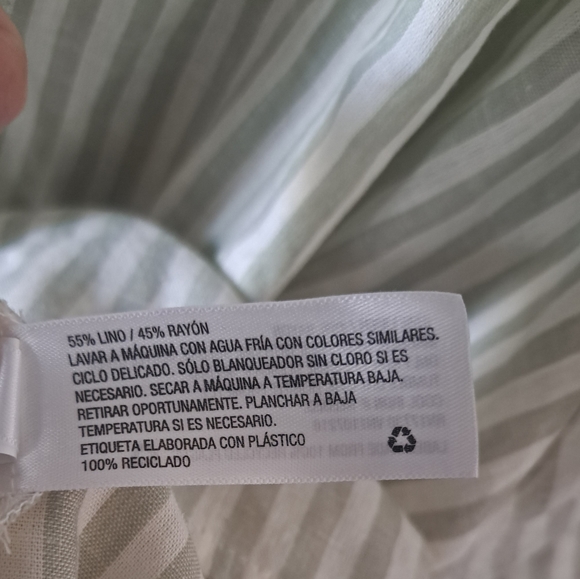 55% LINO / 45% RAYÓN
LAVAR A MÁQUINA CON AGUA FRÍA CON COLORES SIMILARES.
CICLO DELICADO. SÓLO BLANQUEADOR SIN CLORO SI ES
NECESARIO. SECAR A MÁQUINA A TEMPERATURA BAJA.
RETIRAR OPORTUNAMENTE. PLANCHAR A BAJA
TEMPERATURA SI ES NECESARIO.
ETIQUETA ELABORADA CON PLÁSTICO
100% RECICLADO